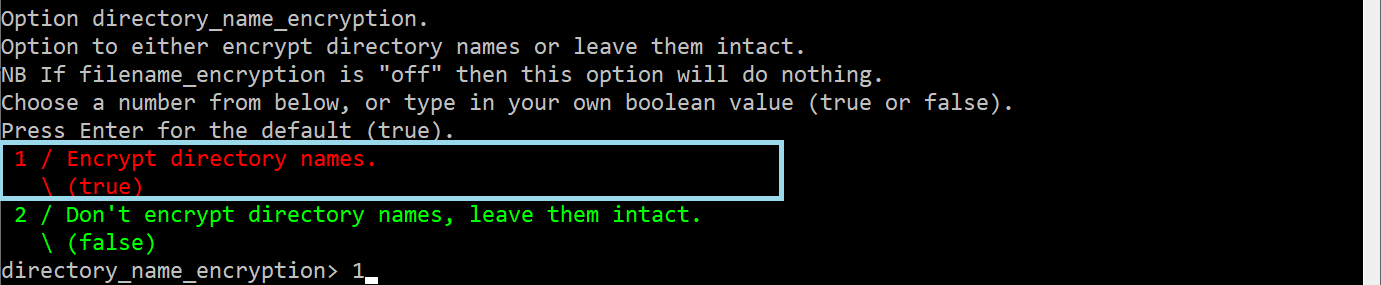 Option directory_name_encryption.
Option to either encrypt directory names or leave them intact.
NB If filename_encryption is "off" then this option will do nothing.
Choose a number from below, or type in your own boolean value (true or false).
Press Enter for the default (true).
1 / Encrypt directory names.
\ (true)
2 / Don't encrypt directory names, leave them intact.
\ (false)
directory_name_encryption> 1